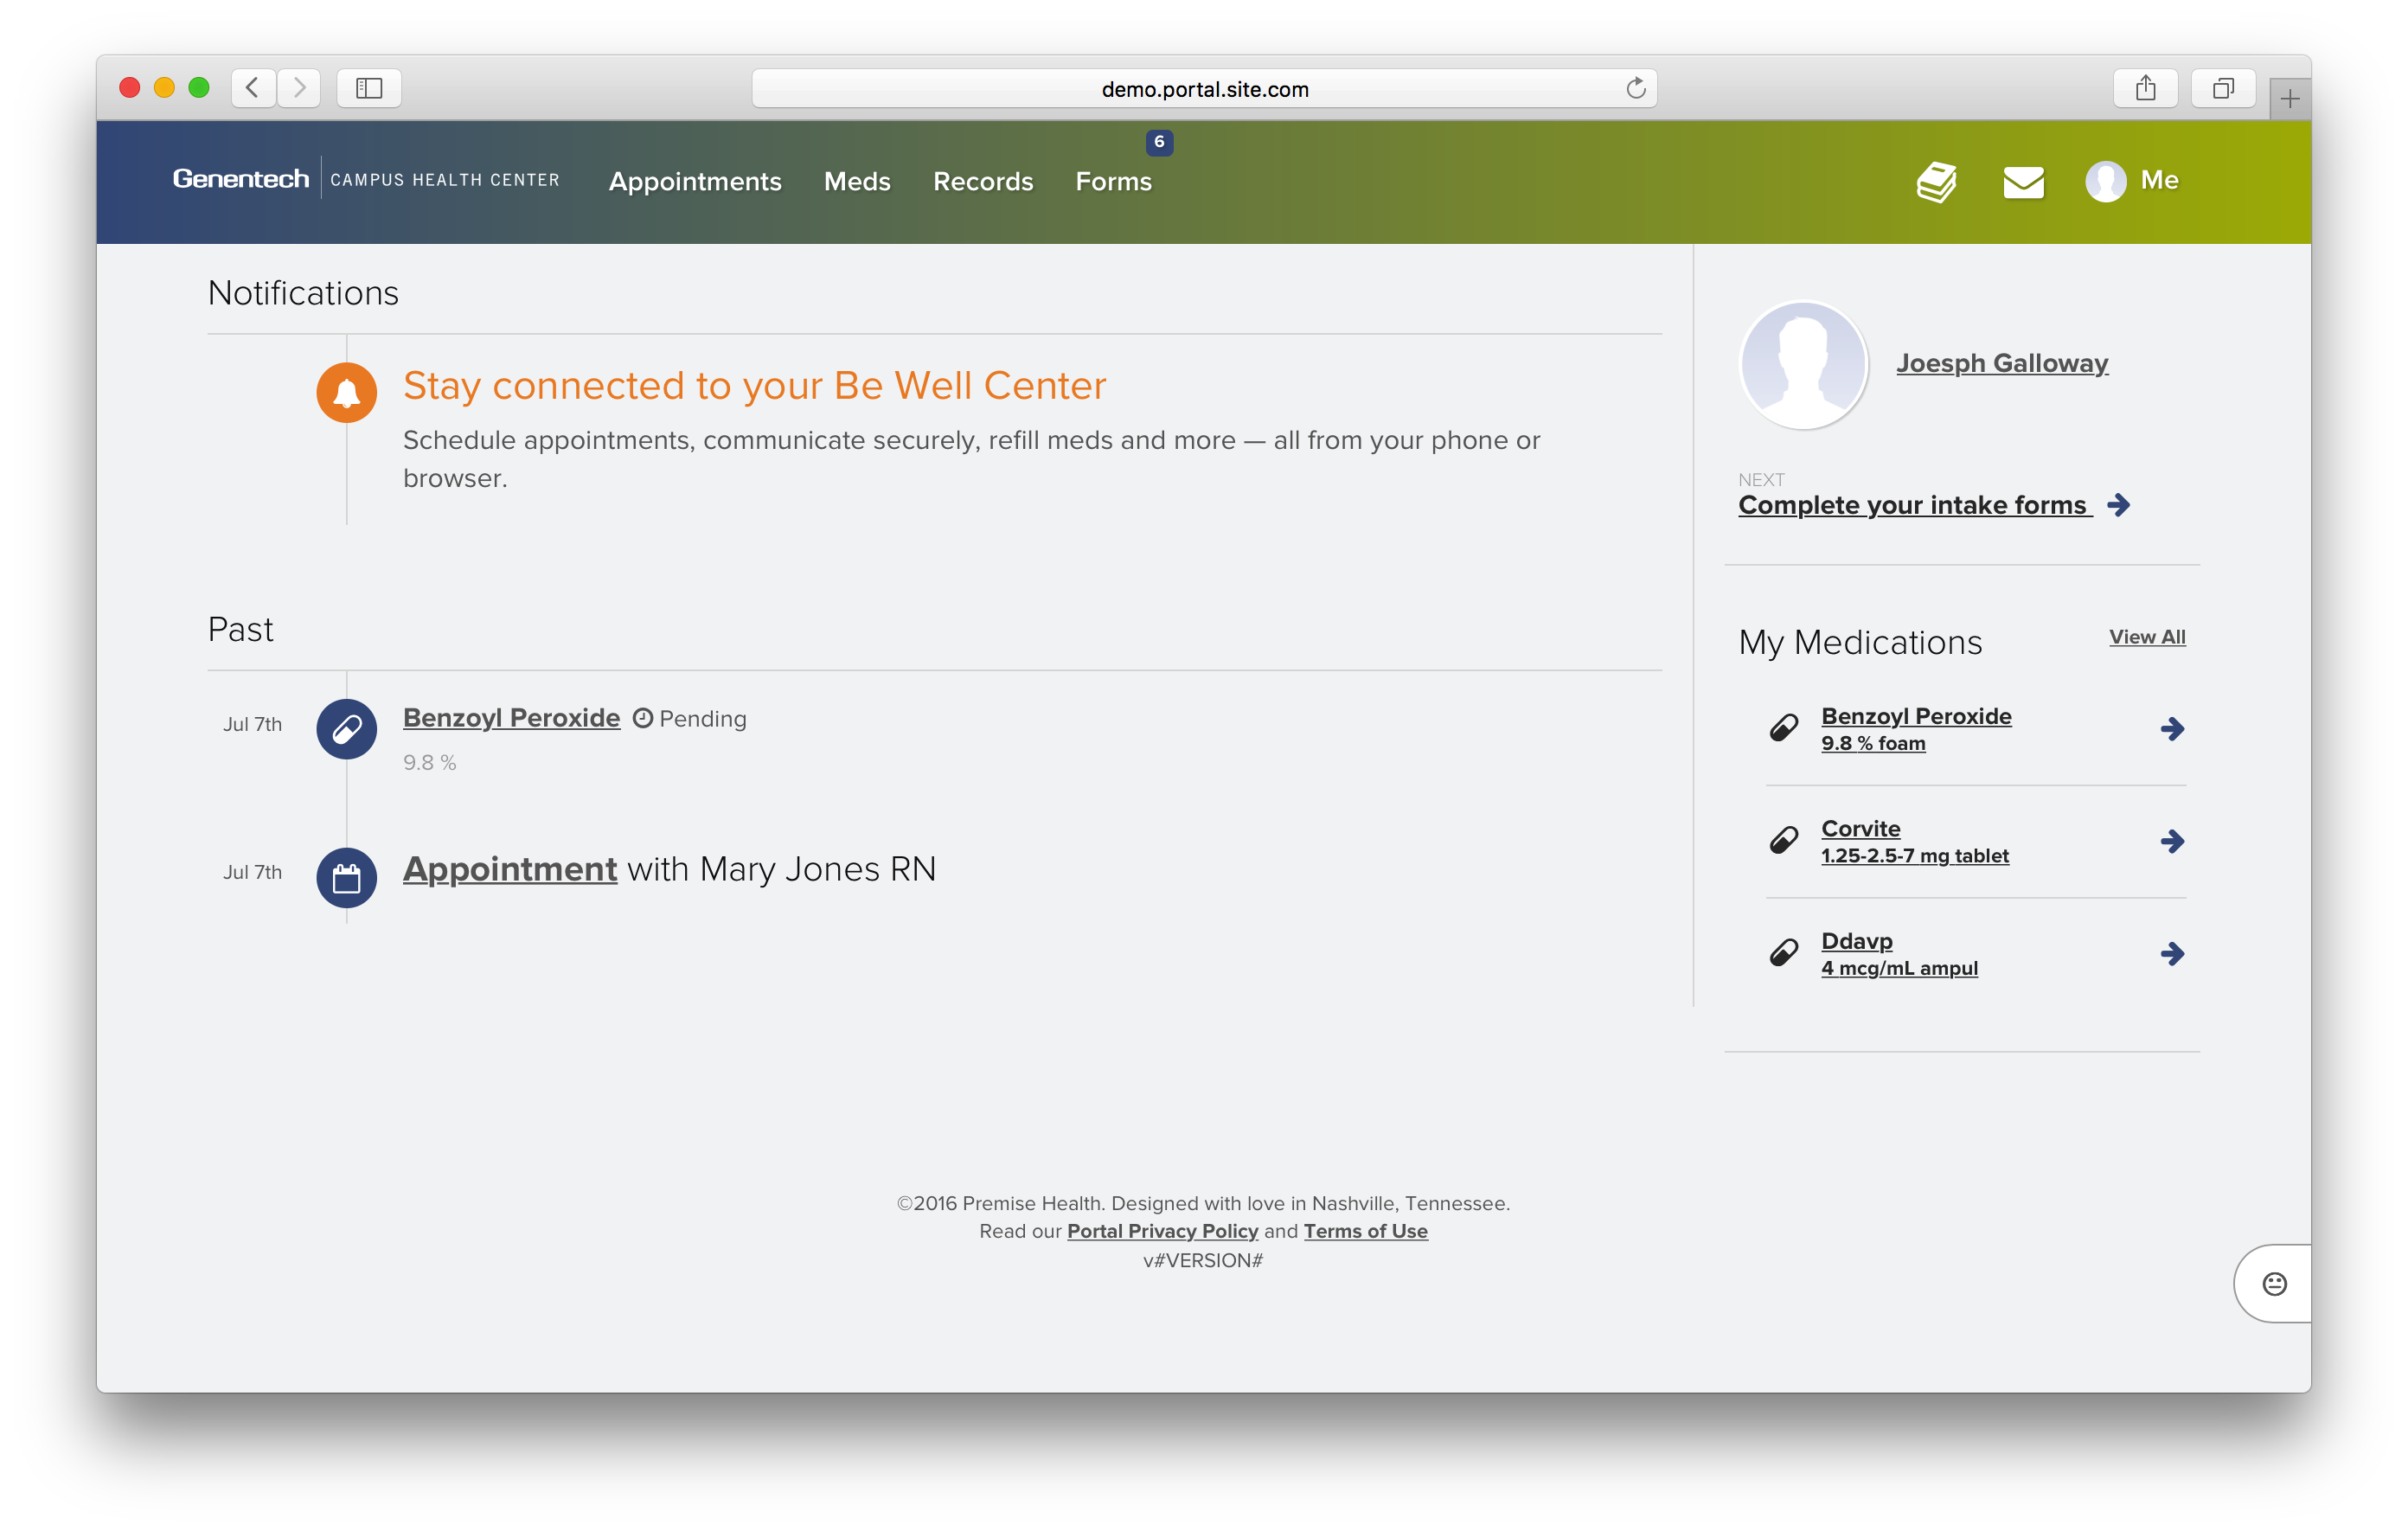 demo.portal.site.com
Genentech CAMPUS HEALTH CENTER
Appointments Meds Records Forms 6
Me
Notifications
Stay connected to your Be Well Center
Schedule appointments, communicate securely, refill meds and more — all from your phone or
browser.
Past
Jul 7th Benzoyl Peroxide Pending
9.8 %
Jul 7th Appointment with Mary Jones RN
Joesph Galloway
NEXT
Complete your intake forms
My Medications View All
Benzoyl Peroxide
9.8 % foam
Corvite
1.25-2.5-7 mg tablet
Ddavp
4 mcg/mL ampul
©2016 Premise Health. Designed with love in Nashville, Tennessee.
Read our Portal Privacy Policy and Terms of Use
v#VERSION#